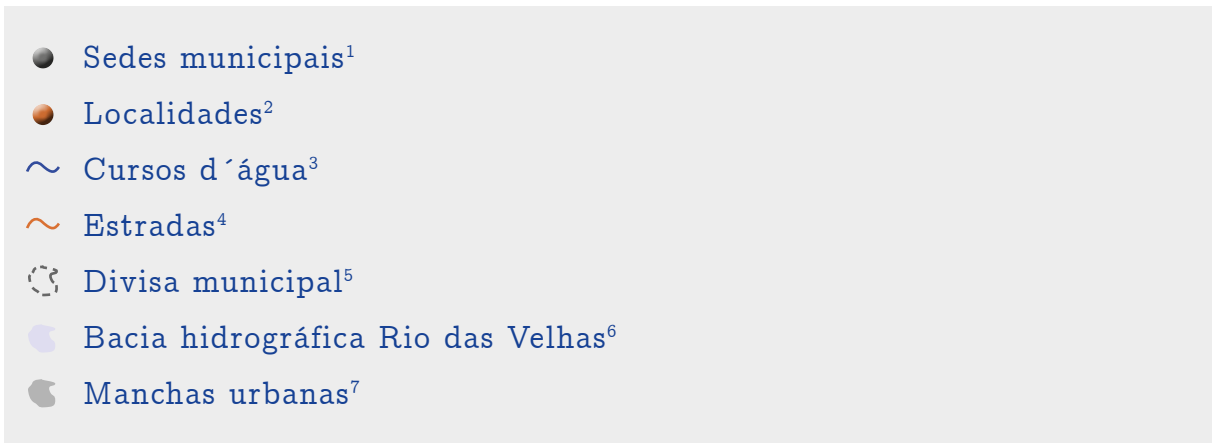 Sedes municipais¹
Localidades²
Cursos d´água³
Estradas⁴
Divisa municipal⁵
Bacia hidrográfica Rio das Velhas⁶
Manchas urbanas⁷